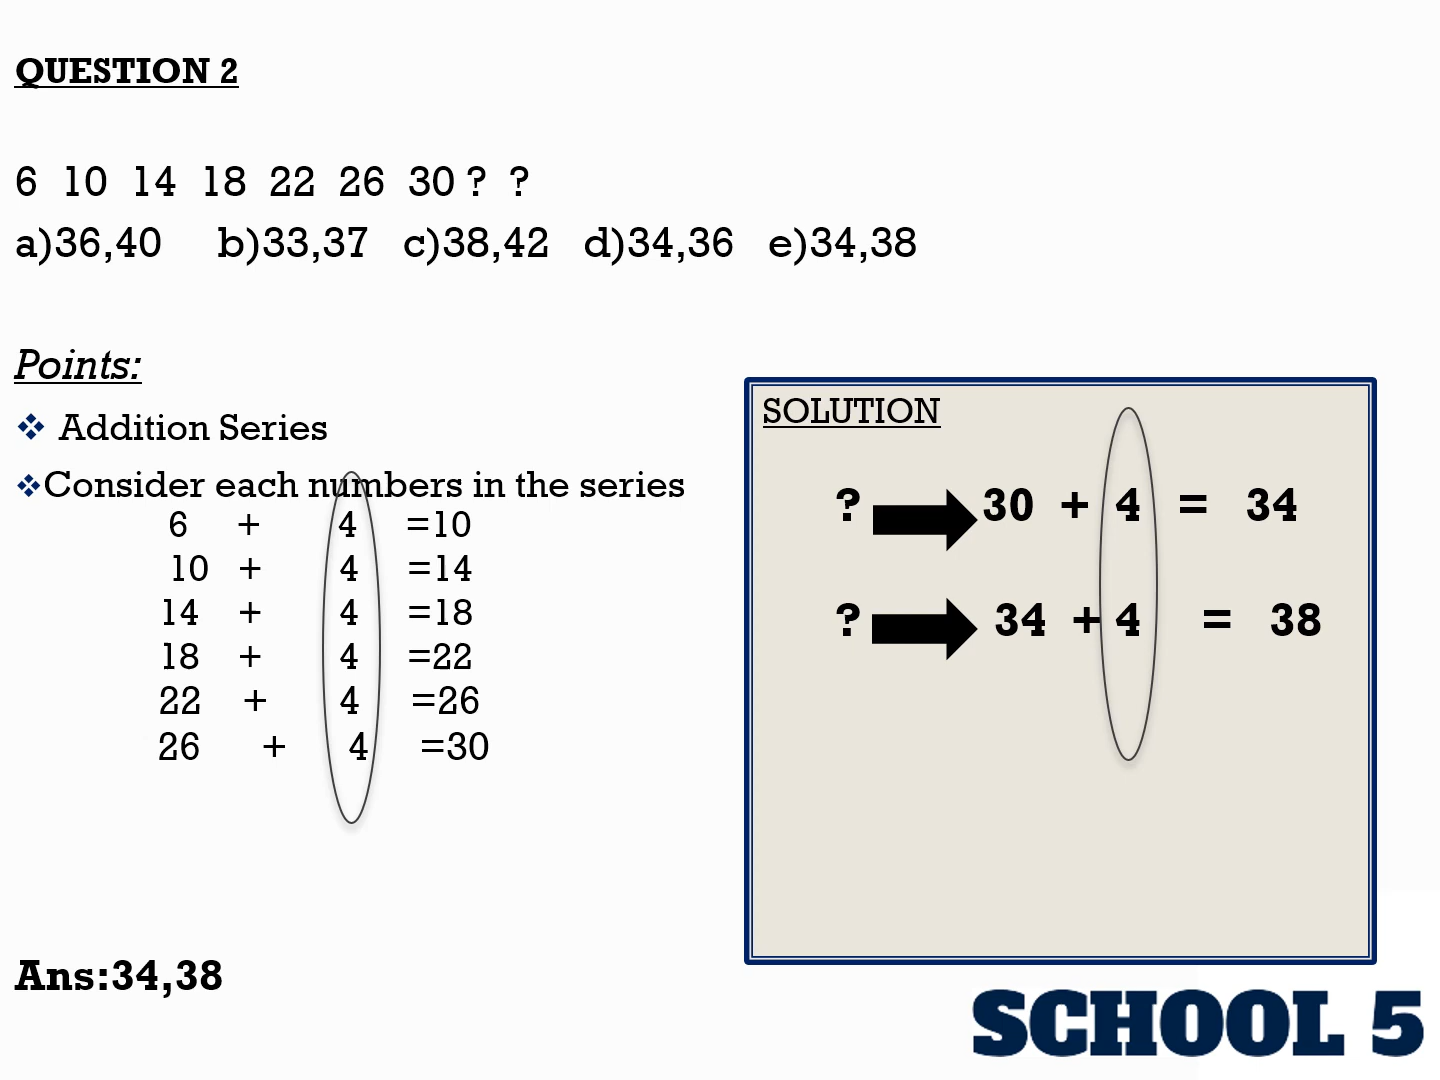 QUESTION 2
6 10 14 18 22 26 30 ? ?
a)36,40 b)33,37 c)38,42 d)34,36 e)34,38
Points:
Addition Series
Consider each numbers in the series
6 + 4 =10
10 + 4 =14
14 + 4 =18
18 + 4 =22
22 + 4 =26
26 + 4 =30
Ans:34,38
SOLUTION
? 30 + 4 = 34
? 34 + 4 = 38
SCHOOL 5